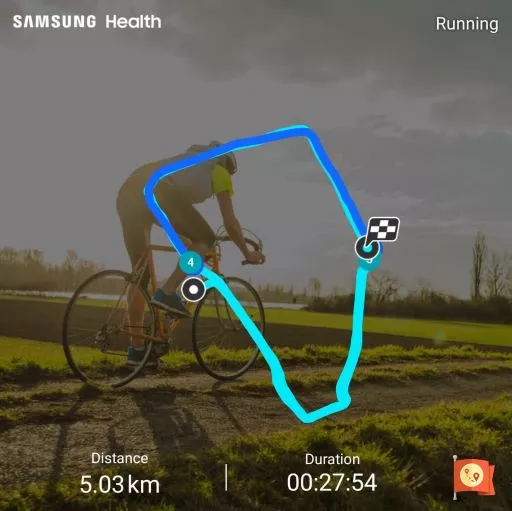 SAMSUNG Health
Running
4
Distance
5.03 km
Duration
00:27:54